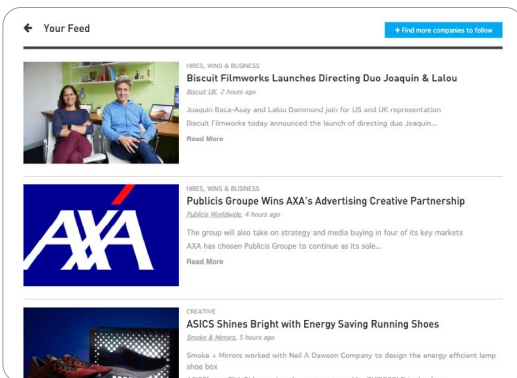 Your Feed
+ Find more companies to follow
HIRES, WINS & BUSINESS
Biscuit Filmworks Launches Directing Duo Joaquin & Lalou
Biscuit UK, 2 hours ago
Joaquin Baca-Asay and Lalou Dammond join for US and UK representation
Biscuit Filmworks today announced the launch of directing duo Joaquin...
Read More
AXA
HIRES, WINS & BUSINESS
Publicis Groupe Wins AXA's Advertising Creative Partnership
Publicis Worldwide, 4 hours ago
The group will also take on strategy and media buying in four of its key markets
AXA has chosen Publicis Groupe to continue as its sole...
Read More
CREATIVE
ASICS Shines Bright with Energy Saving Running Shoes
Smoke & Mirrors, 5 hours ago
Smoke + Mirrors worked with Neil A Dawson Company to design the energy efficient lamp
shoe box